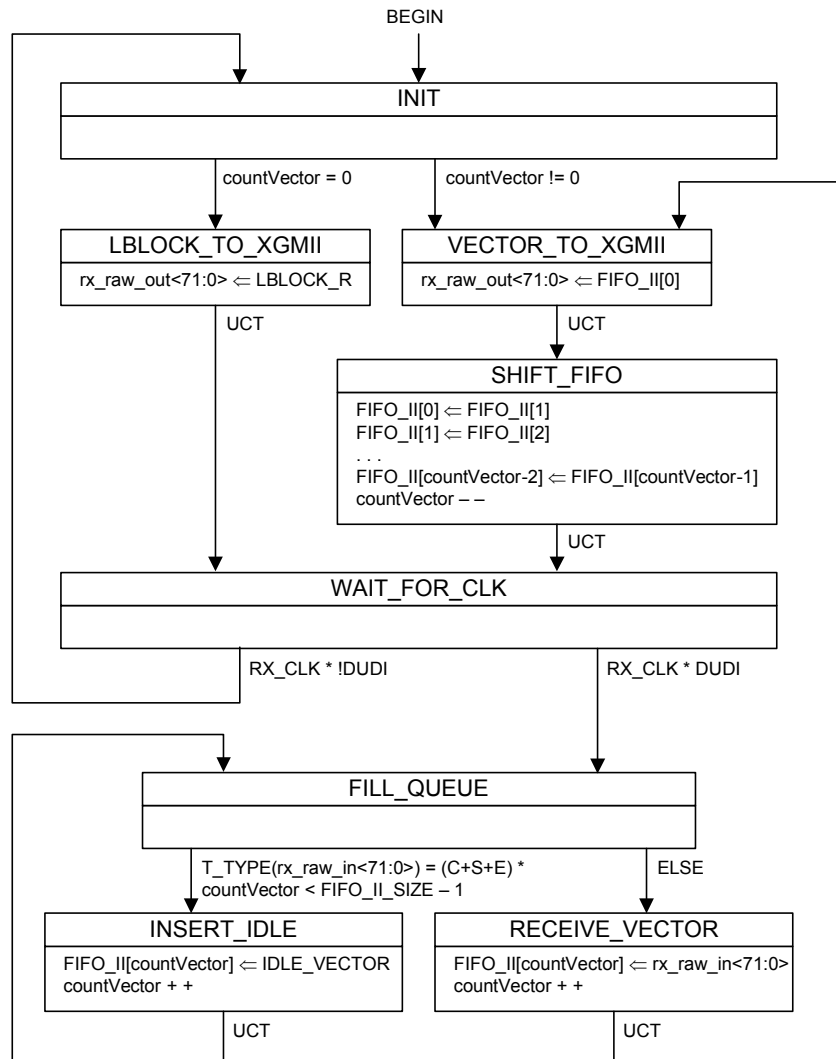 BEGIN
INIT
countVector = 0
countVector != 0
LBLOCK_TO_XGMII
rx_raw_out<71:0> ⇐ LBLOCK_R
VECTOR_TO_XGMII
rx_raw_out<71:0> ⇐ FIFO_II[0]
UCT
UCT
SHIFT_FIFO
FIFO_II[0] ⇐ FIFO_II[1]
FIFO_II[1] ⇐ FIFO_II[2]
. . .
FIFO_II[countVector-2] ⇐ FIFO_II[countVector-1]
countVector – –
UCT
WAIT_FOR_CLK
RX_CLK * !DUDI
RX_CLK * DUDI
FILL_QUEUE
T_TYPE(rx_raw_in<71:0>) = (C+S+E) *
countVector < FIFO_II_SIZE – 1
ELSE
INSERT_IDLE
FIFO_II[countVector] ⇐ IDLE_VECTOR
countVector + +
RECEIVE_VECTOR
FIFO_II[countVector] ⇐ rx_raw_in<71:0>
countVector + +
UCT
UCT